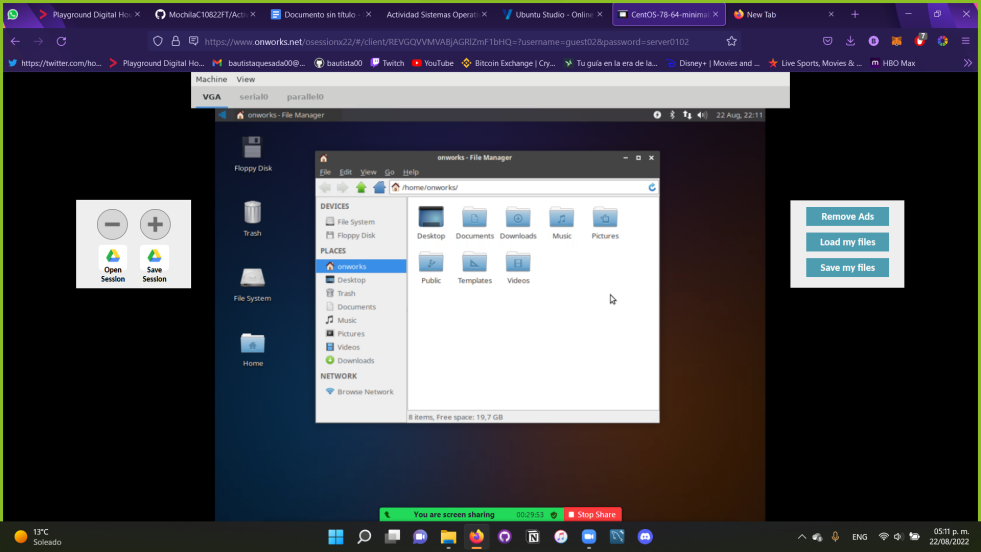 Playground Digital Hou
MochilaC10822FT/Activ
Documento sin título -
Actividad Sistemas Operati
Ubuntu Studio - Online
CentOS-78-64-minimal
New Tab
https://www.onworks.net/osessionx22/#/client/REVGQVVMVABjAGRlZmF1bHQ=?username=guest02&password=server0102
https://twitter.com/ho...
Playground Digital Ho...
bautistaquesada00@...
bautista00
Twitch
YouTube
Bitcoin Exchange | Cry...
Tu guía en la era de la...
Disney+ | Movies and ...
Live Sports, Movies & ...
HBO Max
Machine View
VGA serial0 parallel0
onworks - File Manager
22 Aug, 22:11
Floppy Disk
Trash
File System
Home
onworks - File Manager
File Edit View Go Help
/home/onworks/
DEVICES
File System
Floppy Disk
PLACES
onworks
Desktop
Trash
Documents
Music
Pictures
Videos
Downloads
NETWORK
Browse Network
Desktop Documents Downloads Music Pictures
Public Templates Videos
8 items, Free space: 19,7 GB
Open Session
Save Session
Remove Ads
Load my files
Save my files
You are screen sharing 00:29:53 Stop Share
13°C
Soleado
ENG
05:11 p. m.
22/08/2022